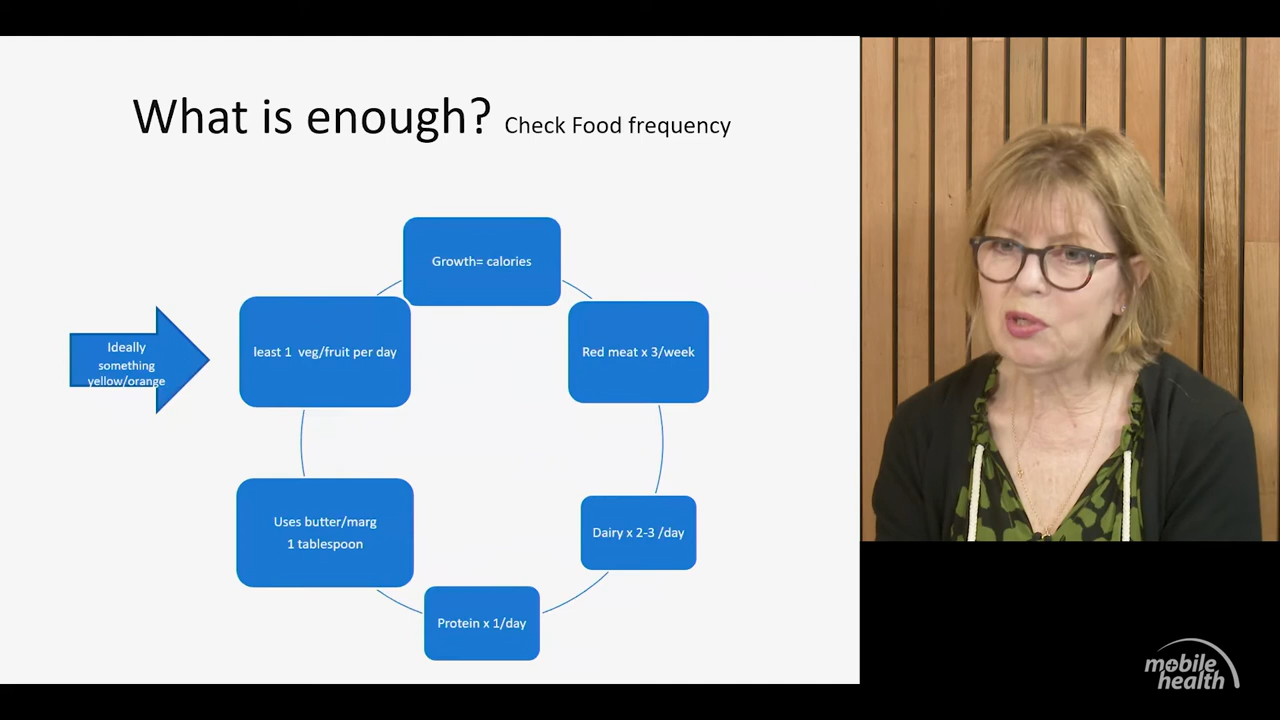 What is enough? Check Food frequency
Growth= calories
least 1 veg/fruit per day
Red meat x 3/week
Ideally
something
yellow/orange
Uses butter/marg
1 tablespoon
Dairy x 2-3 /day
Protein x 1/day
mobile
health